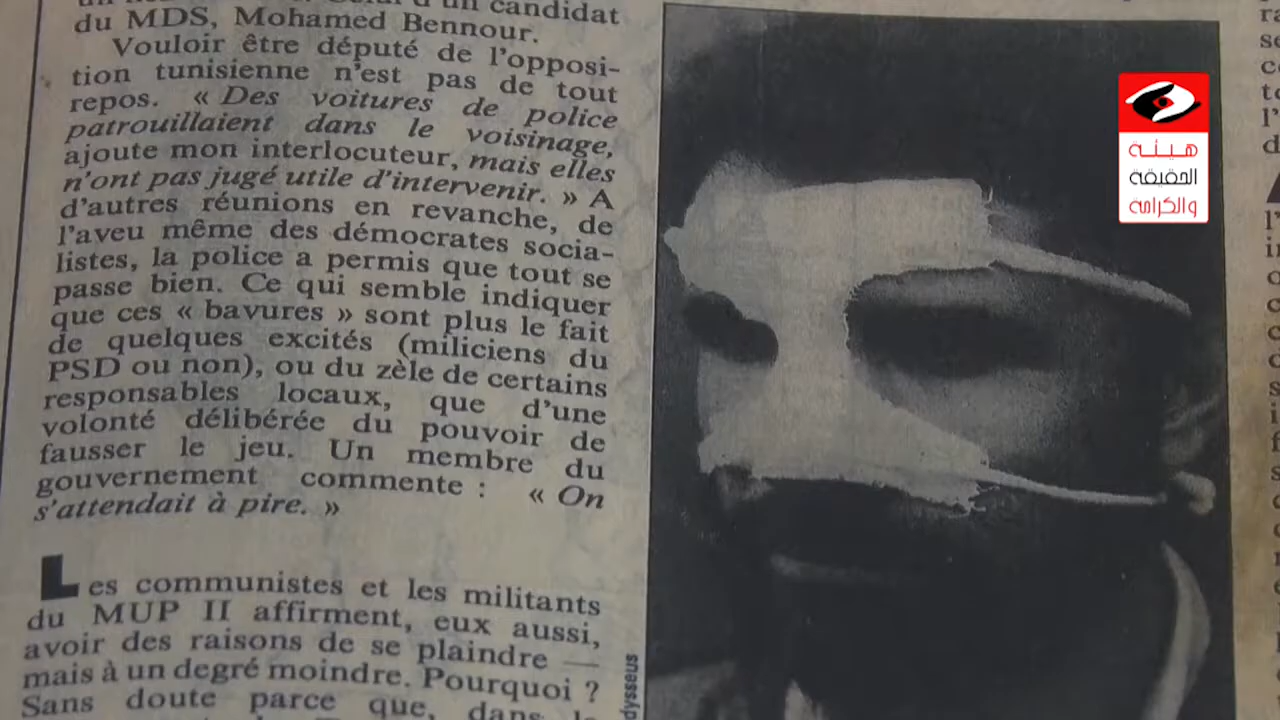 candidat
du MDS, Mohamed Bennour.
Vouloir être député de l'opposi-
tion tunisienne n'est pas de tout
repos. « Des voitures de police
patrouillaient dans le voisinage,
ajoute mon interlocuteur, mais elles
n'ont pas jugé utile d'intervenir. » A
d'autres réunions en revanche, de
l'aveu même des démocrates socia-
listes, la police a permis que tout se
passe bien. Ce qui semble indiquer
que ces « bavures » sont plus le fait
de quelques excités (miliciens du
PSD ou non), ou du zèle de certains
responsables locaux, que d'une
volonté délibérée du pouvoir de
fausser le jeu. Un membre du
gouvernement commente : « On
s'attendait à pire. »
Les communistes et les militants
du MUP II affirment, eux aussi,
avoir des raisons de se plaindre —
mais à un degré moindre. Pourquoi ?
Sans doute parce que, dans
هيئة
الحقيقة
والكرامة